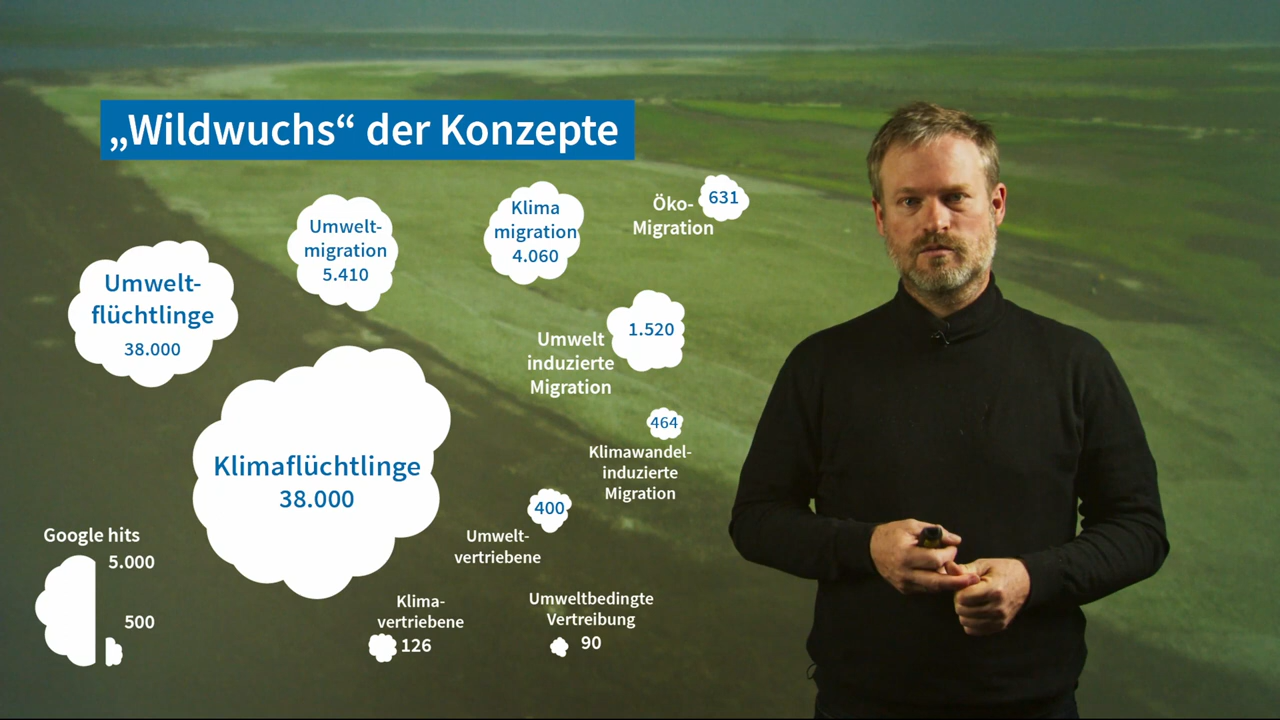 „Wildwuchs“ der Konzepte
Umwelt-
flüchtlinge
38.000
Umwelt-
migration
5.410
Klima
migration
4.060
Öko-
Migration
631
Umwelt
induzierte
Migration
1.520
Klimaflüchtlinge
38.000
464
Klimawandel-
induzierte
Migration
400
Umwelt-
vertriebene
Google hits
5.000
500
Klima-
vertriebene
126
Umweltbedingte
Vertreibung
90